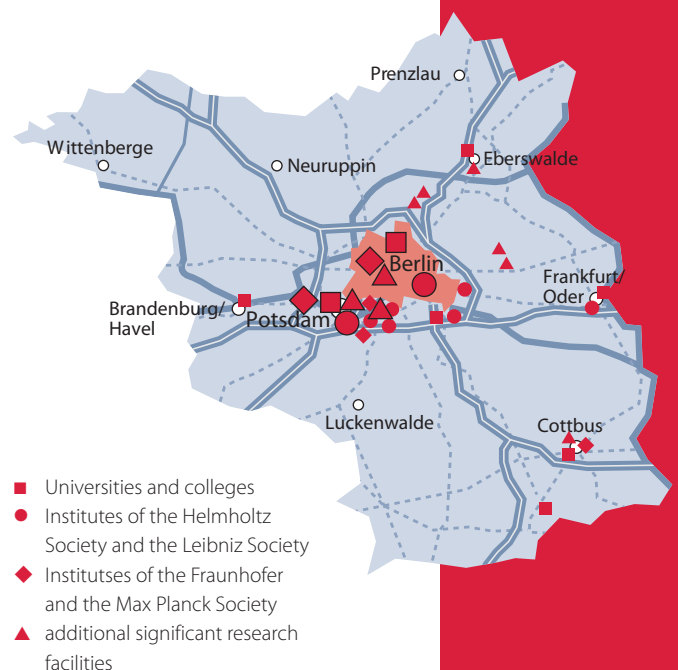 Prenzlau
Wittenberge
Neuruppin
Eberswalde
Berlin
Frankfurt/
Oder
Brandenburg/
Havel
Potsdam
Luckenwalde
Cottbus
Universities and colleges
Institutes of the Helmholtz
Society and the Leibniz Society
Institutses of the Fraunhofer
and the Max Planck Society
additional significant research
facilities